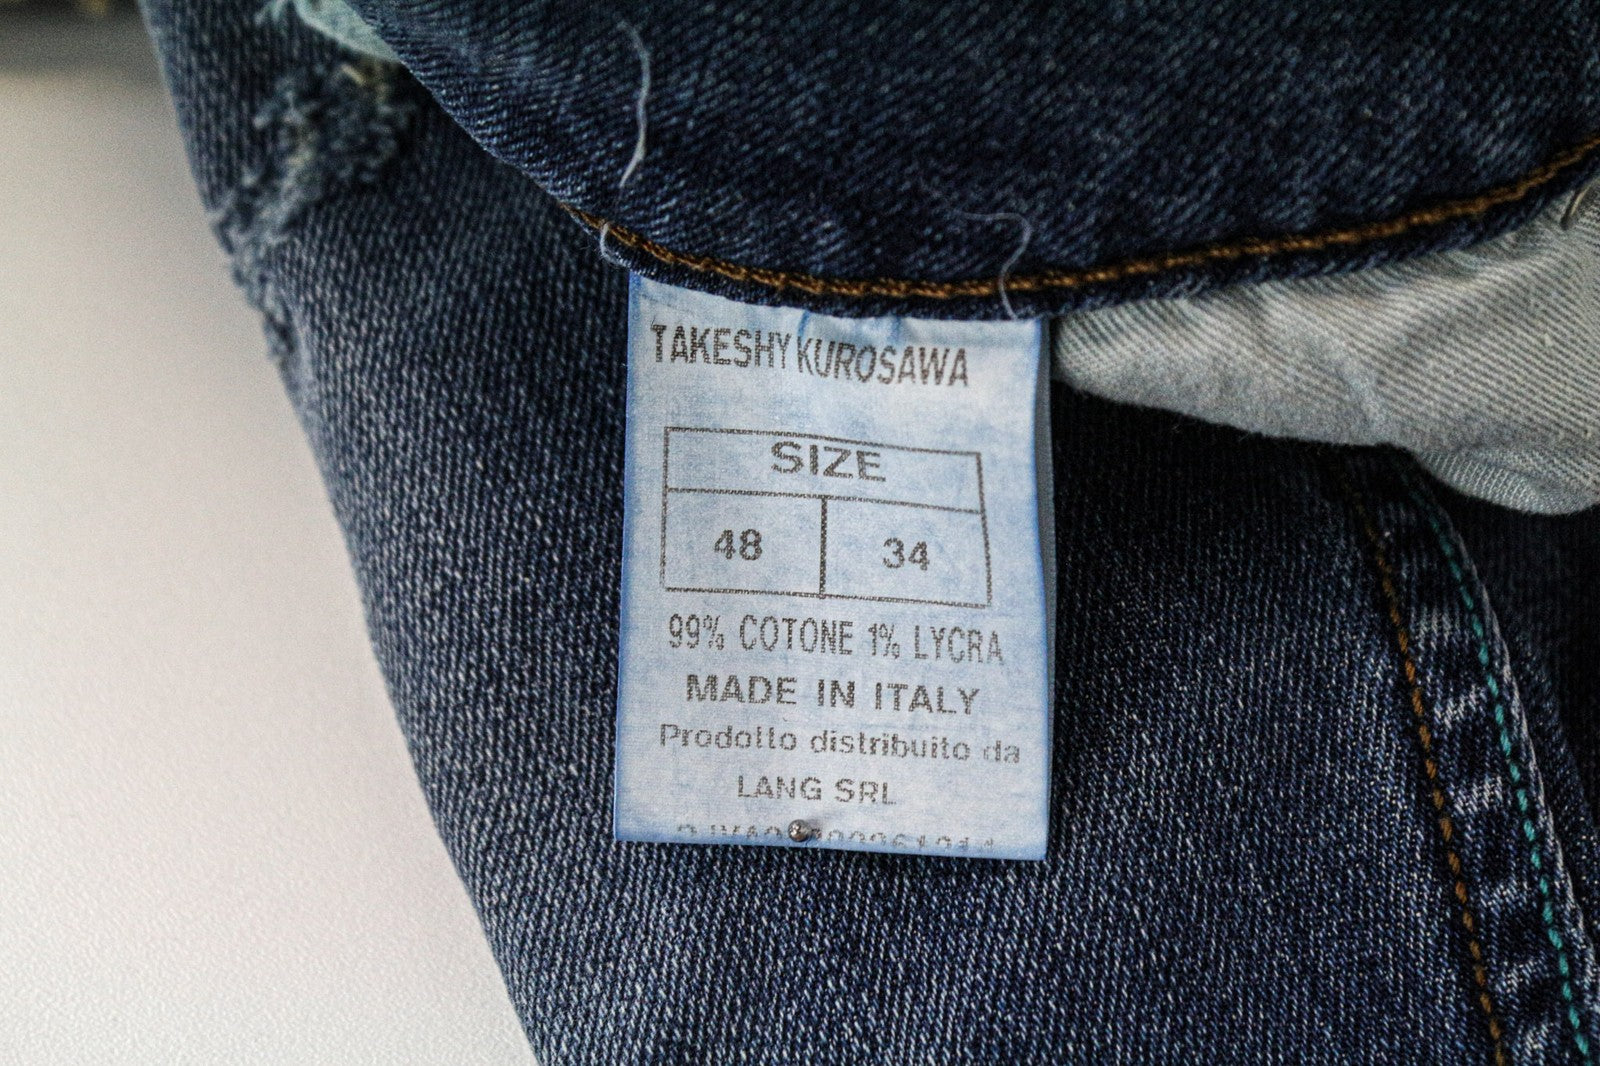 TAKESHY KUROSAWA
SIZE
48 34
99% COTONE 1% LYCRA
MADE IN ITALY
Prodotto distribuito da
LANG SRL